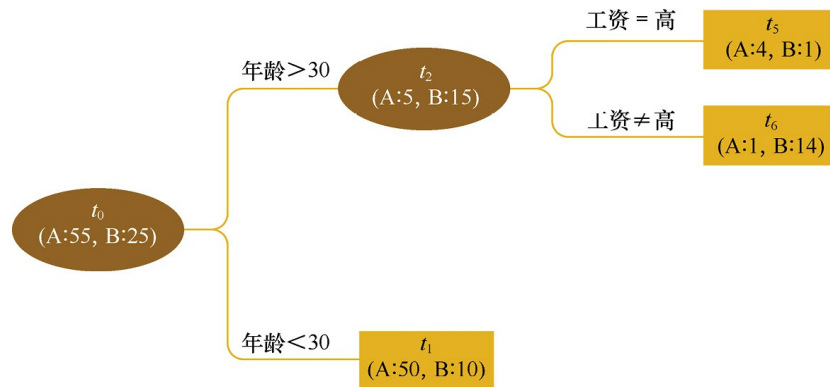 工资 = 高
t₅
(A∶4, B∶1)
年龄＞30
t₂
(A∶5, B∶15)
工资≠高
t₆
(A∶1, B∶14)
t₀
(A∶55, B∶25)
年龄＜30
t₁
(A∶50, B∶10)